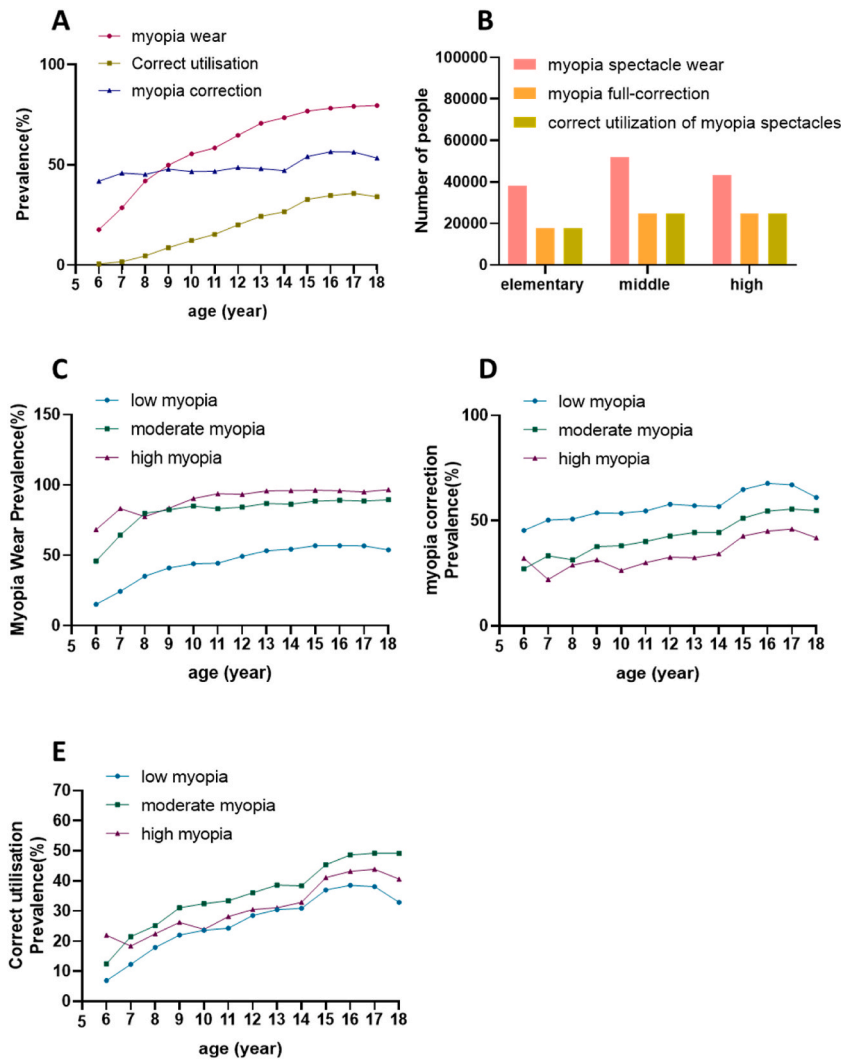 A
myopia wear
Correct utilisation
myopia correction
100
50
0
Prevalence(%)
5 6 7 8 9 10 11 12 13 14 15 16 17 18
age (year)
B
100000
80000
60000
40000
20000
0
Number of people
myopia spectacle wear
myopia full-correction
correct utilization of myopia spectacles
elementary middle high
C
low myopia
moderate myopia
high myopia
150
100
50
0
Myopia Wear Prevalence(%)
5 6 7 8 9 10 11 12 13 14 15 16 17 18
age (year)
D
low myopia
moderate myopia
high myopia
100
50
0
myopia correction
Prevalence(%)
5 6 7 8 9 10 11 12 13 14 15 16 17 18
age (year)
E
low myopia
moderate myopia
high myopia
70
60
50
40
30
20
10
0
Correct utilisation
Prevalence(%)
5 6 7 8 9 10 11 12 13 14 15 16 17 18
age (year)